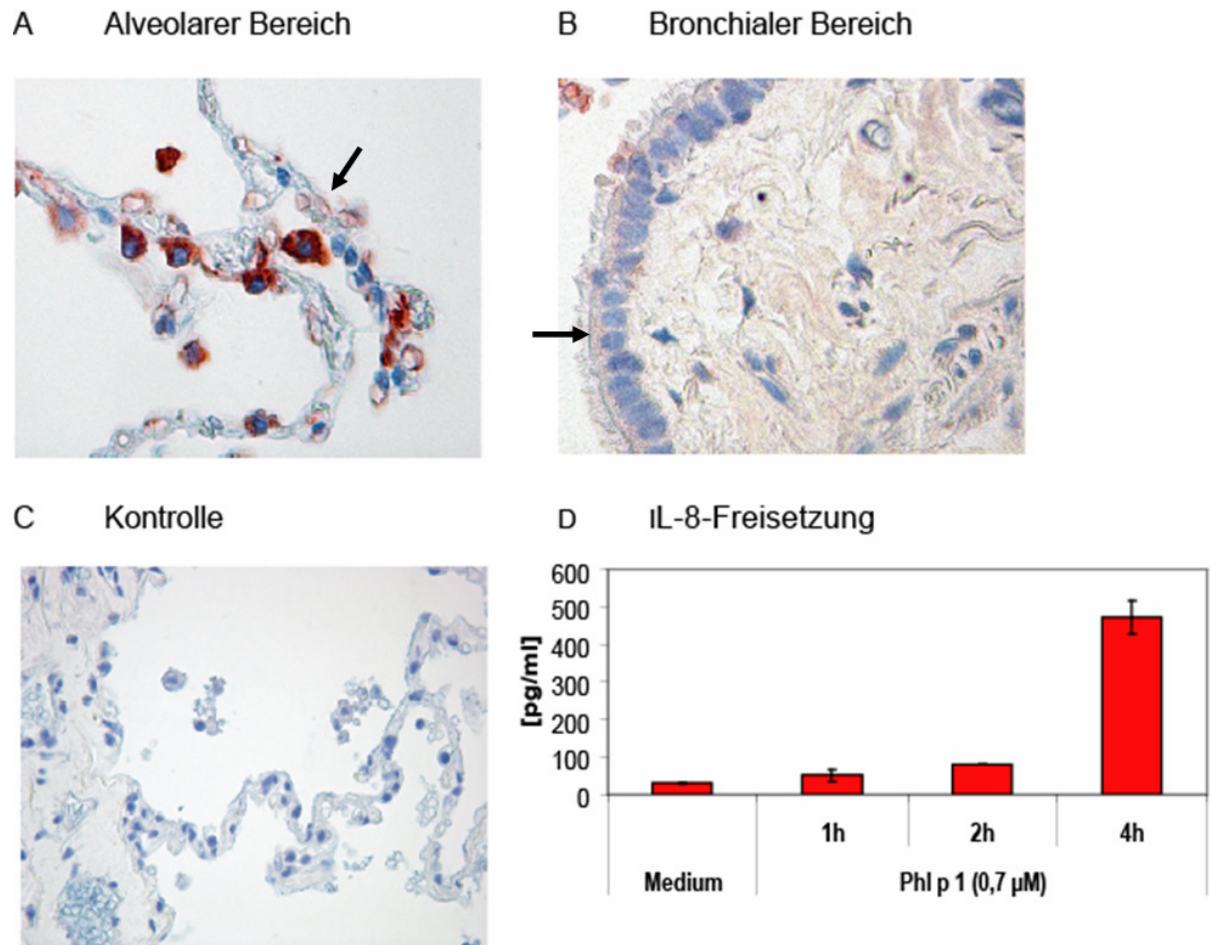 A Alveolarer Bereich
B Bronchialer Bereich
C Kontrolle
D IL-8-Freisetzung
[pg/ml]
600
500
400
300
200
100
0
1h 2h 4h
Medium Phl p 1 (0,7 µM)